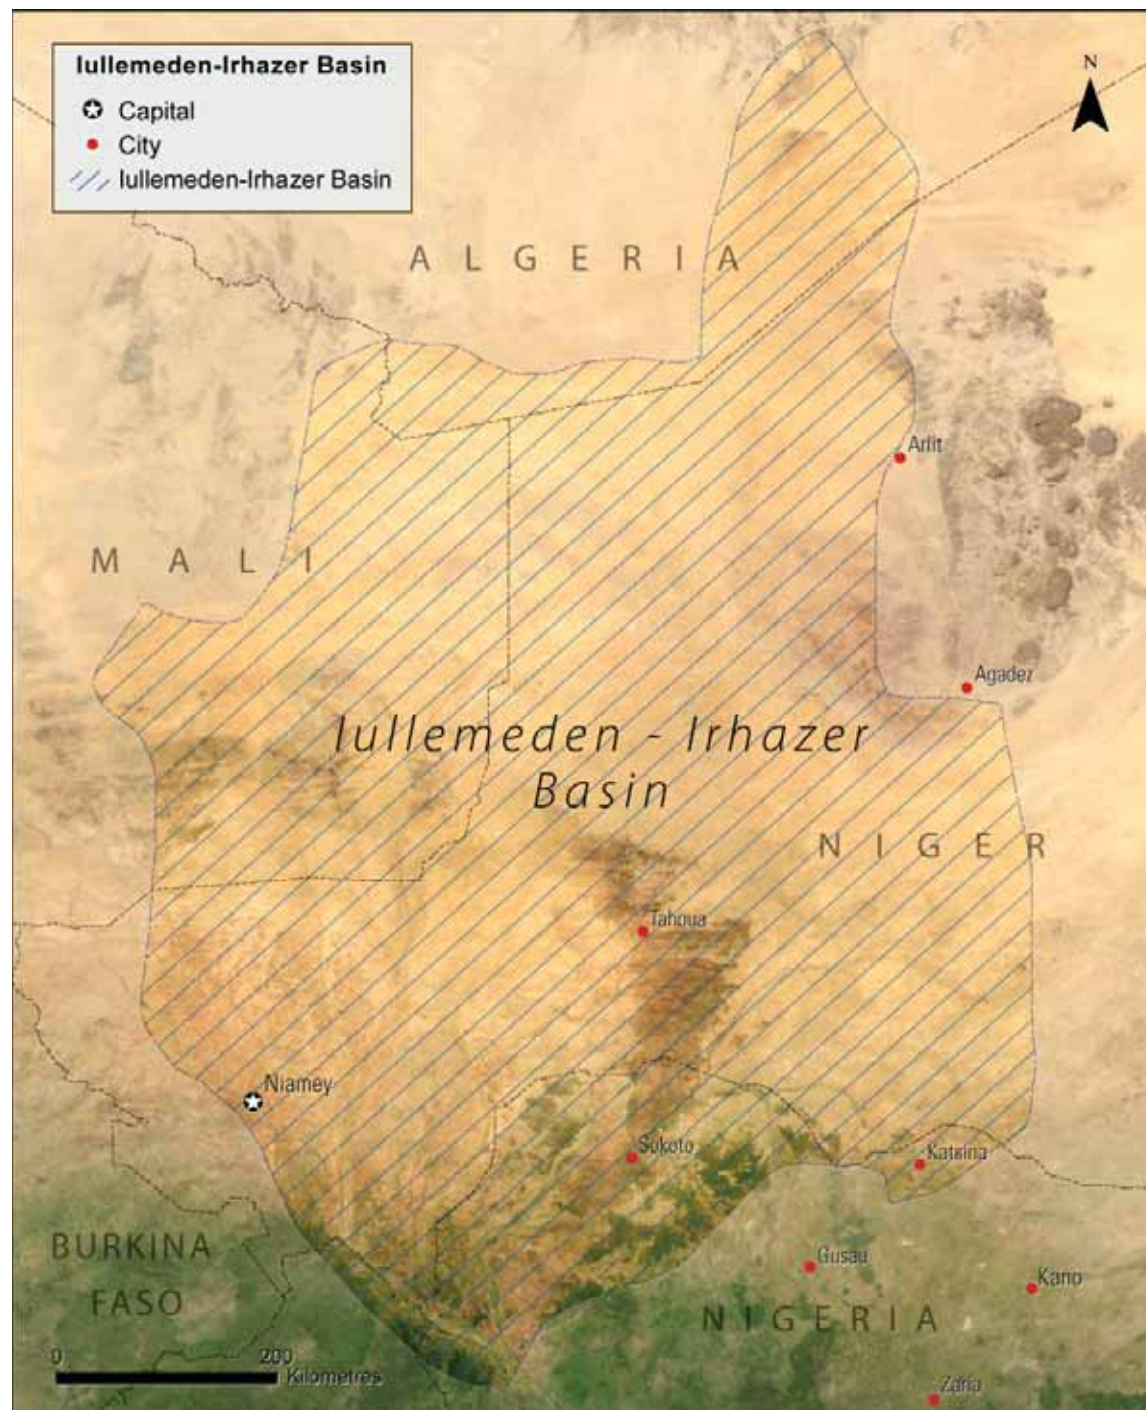 Iullemeden-Irhazer Basin
Capital
City
Iullemeden-Irhazer Basin
N
ALGERIA
Arlit
MALI
Agadez
Iullemeden - Irhazer
Basin
NIGER
Tahoua
Niamey
Sokoto
Katsina
BURKINA
FASO
Gusau
Kano
NIGERIA
0 200
Kilometres
Zaria